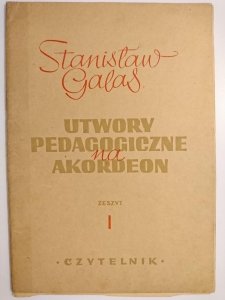 Stanisław
Galas
UTWORY
PEDAGOGICZNE
na
AKORDEON
ZESZYT
I
• CZYTELNIK •